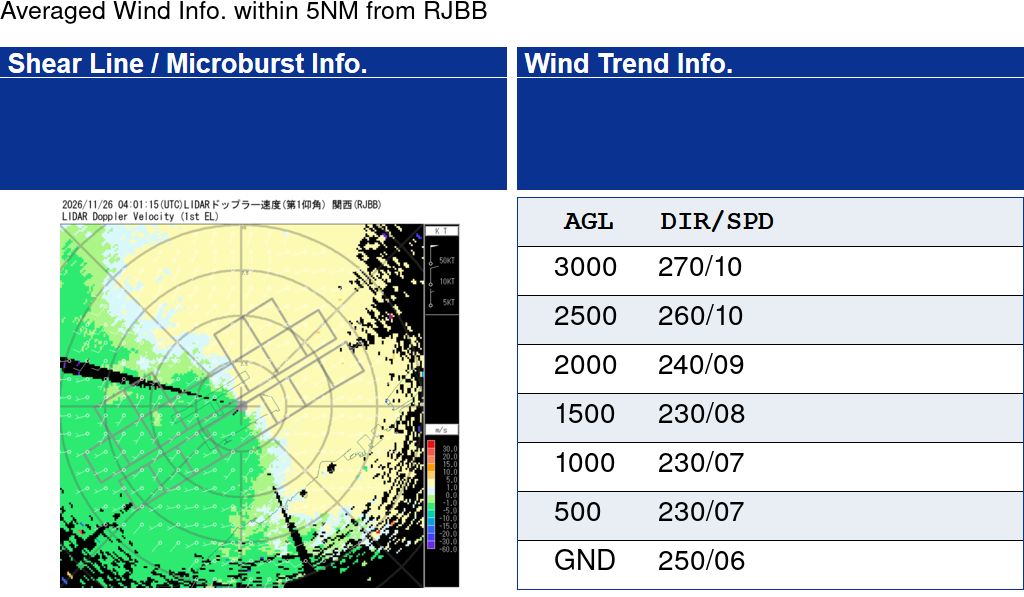 Averaged Wind Info. within 5NM from RJBB
Shear Line / Microburst Info.
Wind Trend Info.
2026/11/26 04:01:15(UTC)LIDARドップラー速度(第1仰角) 関西(RJBB)
LIDAR Doppler Velocity (1st EL)
K T
50KT
10KT
5KT
m/s
30.0
20.0
15.0
10.0
5.0
1.0
0.0
-1.0
-5.0
-10.0
-15.0
-20.0
-30.0
-60.0
AGL DIR/SPD
3000 270/10
2500 260/10
2000 240/09
1500 230/08
1000 230/07
500 230/07
GND 250/06